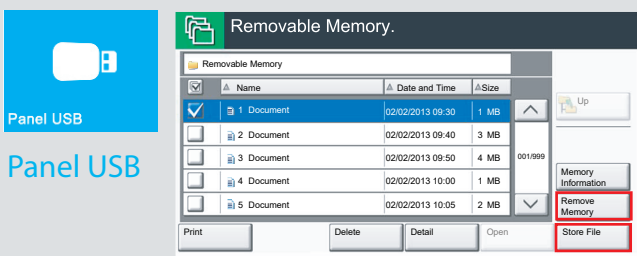 Panel USB
Panel USB
Removable Memory.
Removable Memory
Name Date and Time Size
1 Document 02/02/2013 09:30 1 MB
2 Document 02/02/2013 09:40 3 MB
3 Document 02/02/2013 09:50 4 MB
4 Document 02/02/2013 10:00 1 MB
5 Document 02/02/2013 10:05 2 MB
001/999
Up
Memory
Information
Remove
Memory
Print Delete Detail Open Store File